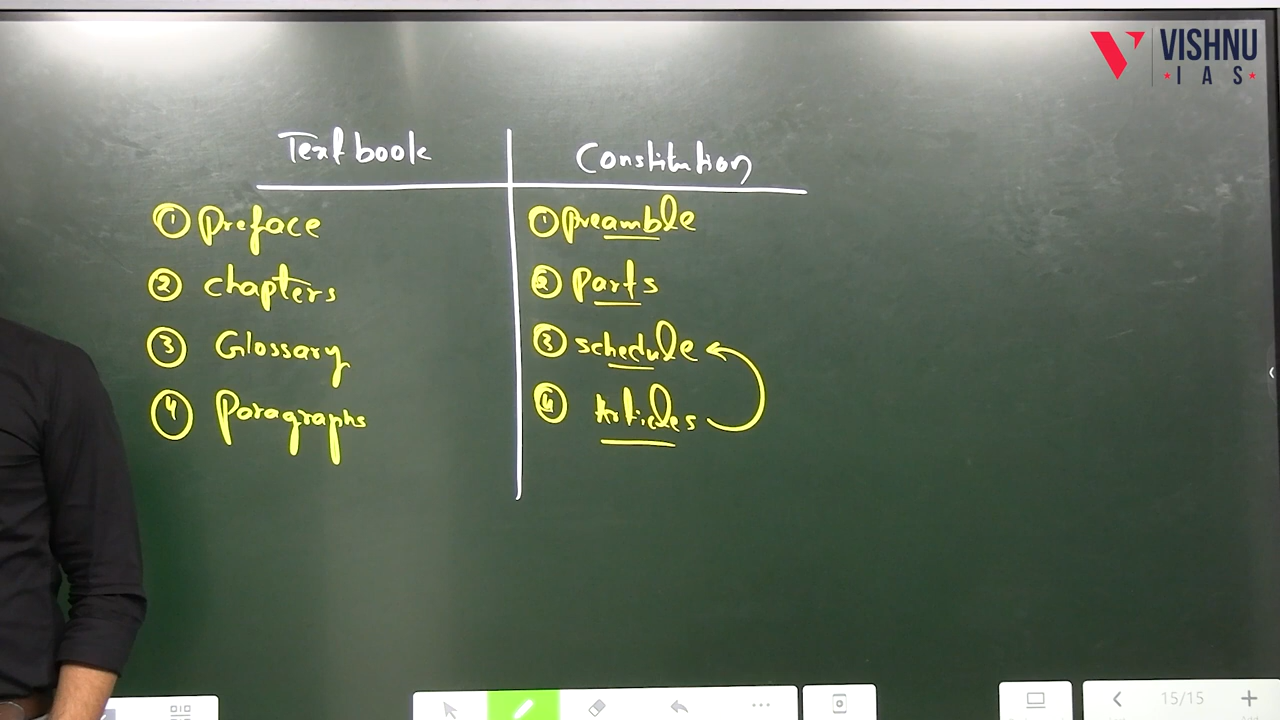 VISHNU
IAS
Textbook
Constitution
① Preface
① Preamble
② Chapters
② Parts
③ Glossary
③ Schedule
④ Paragraphs
④ Articles
15/15